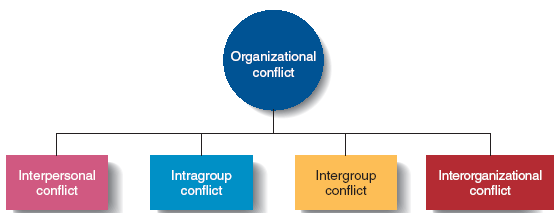 Organizational
conflict
Interpersonal
conflict
Intragroup
conflict
Intergroup
conflict
Interorganizational
conflict